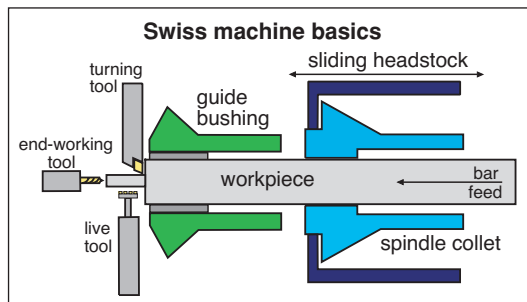 Swiss machine basics
sliding headstock
turning
tool
guide
bushing
end-working
tool
workpiece
bar
feed
live
tool
spindle collet